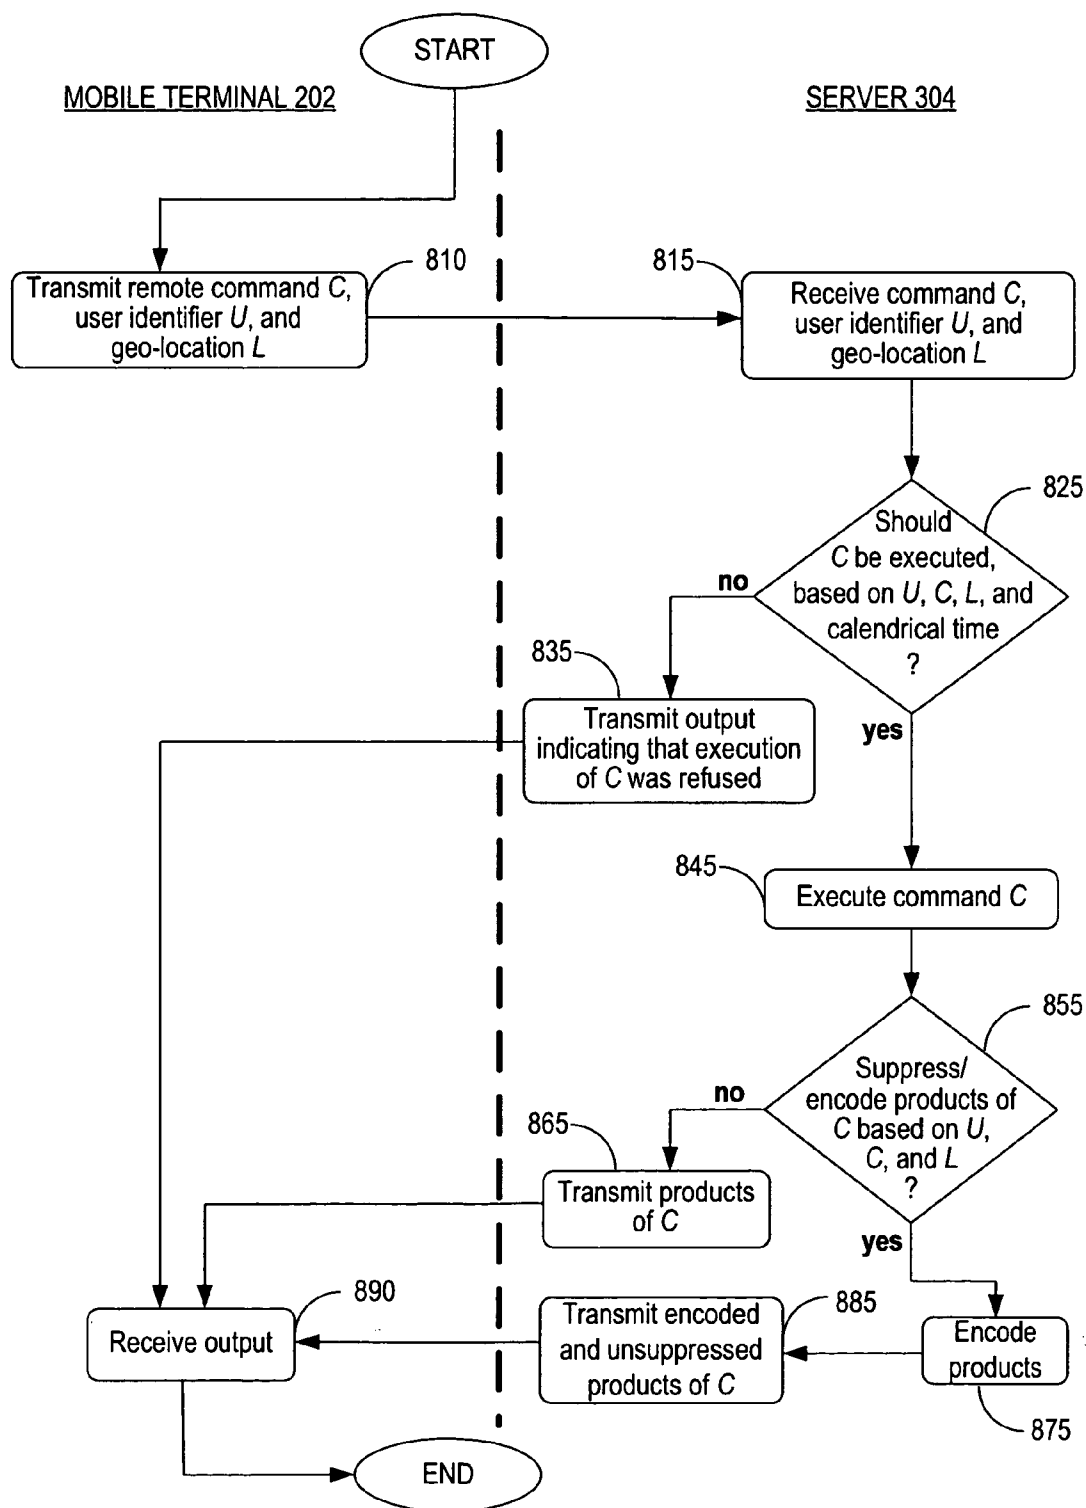 START
MOBILE TERMINAL 202
SERVER 304
810
Transmit remote command C,
user identifier U, and
geo-location L
815
Receive command C,
user identifier U, and
geo-location L
825
Should
C be executed,
based on U, C, L, and
calendrical time
?
no
yes
835
Transmit output
indicating that execution
of C was refused
845
Execute command C
855
Suppress/
encode products of
C based on U,
C, and L
?
no
yes
865
Transmit products
of C
875
Encode
products
885
Transmit encoded
and unsuppressed
products of C
890
Receive output
END